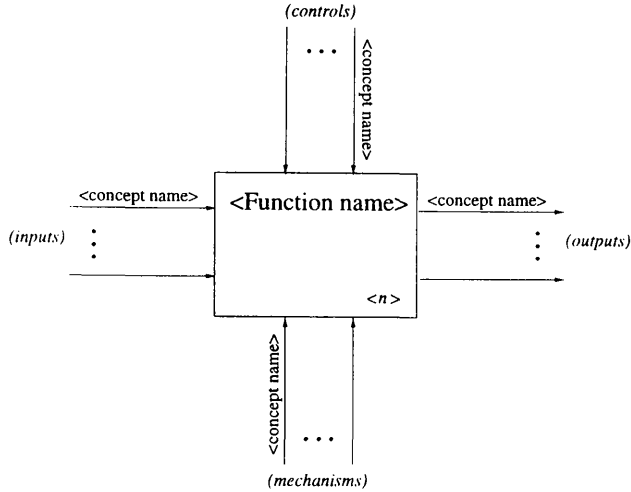 (controls)
<concept name>
<concept name>
<Function name>
<concept name>
(inputs)
(outputs)
<n>
<concept name>
(mechanisms)